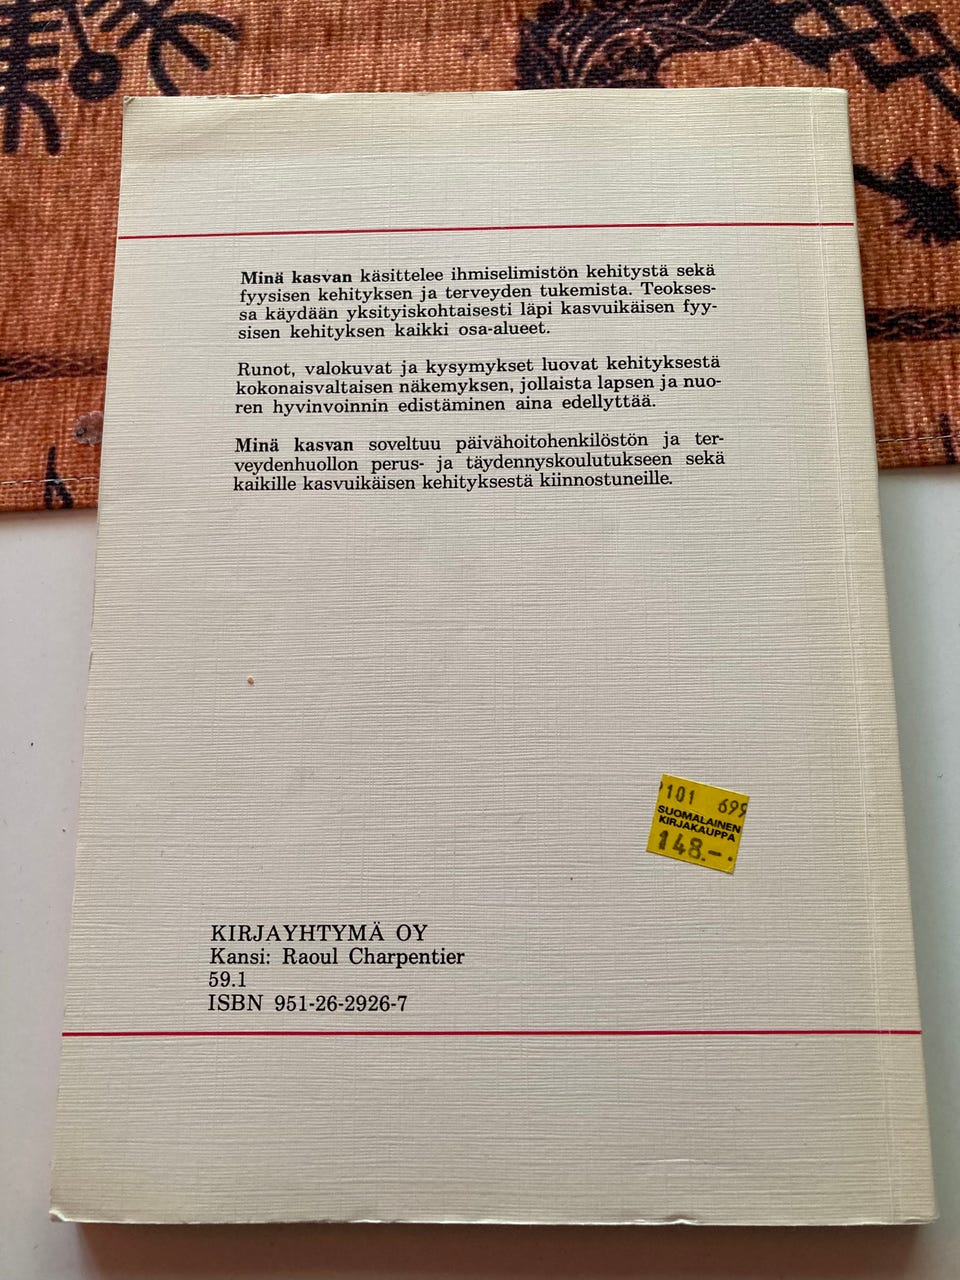 Minä kasvan käsittelee ihmiselimistön kehitystä sekä
fyysisen kehityksen ja terveyden tukemista. Teokses-
sa käydään yksityiskohtaisesti läpi kasvuikäisen fyy-
sisen kehityksen kaikki osa-alueet.
Runot, valokuvat ja kysymykset luovat kehityksestä
kokonaisvaltaisen näkemyksen, jollaista lapsen ja nuo-
ren hyvinvoinnin edistäminen aina edellyttää.
Minä kasvan soveltuu päivähoitohenkilöstön ja ter-
veydenhuollon perus- ja täydennyskoulutukseen sekä
kaikille kasvuikäisen kehityksestä kiinnostuneille.
101 699
SUOMALAINEN
KIRJAKAUPPA
148.-.
KIRJAYHTYMÄ OY
Kansi: Raoul Charpentier
59.1
ISBN 951-26-2926-7